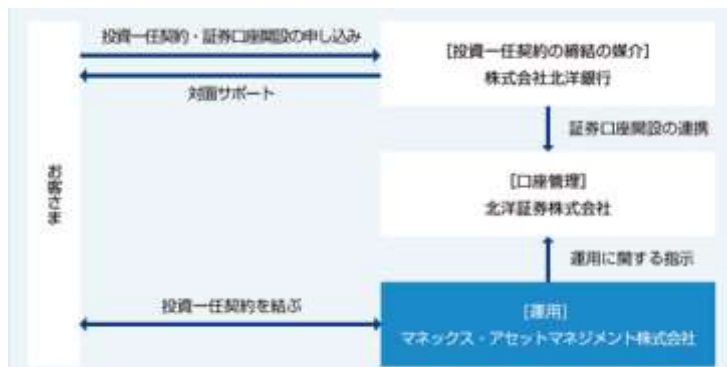 投資一任契約・証券口座開設の申し込み
対面サポート
[投資一任契約の締結の媒介]
株式会社北洋銀行
証券口座開設の連携
お客さま
[口座管理]
北洋証券株式会社
運用に関する指示
投資一任契約を結ぶ
[運用]
マネックス・アセットマネジメント株式会社